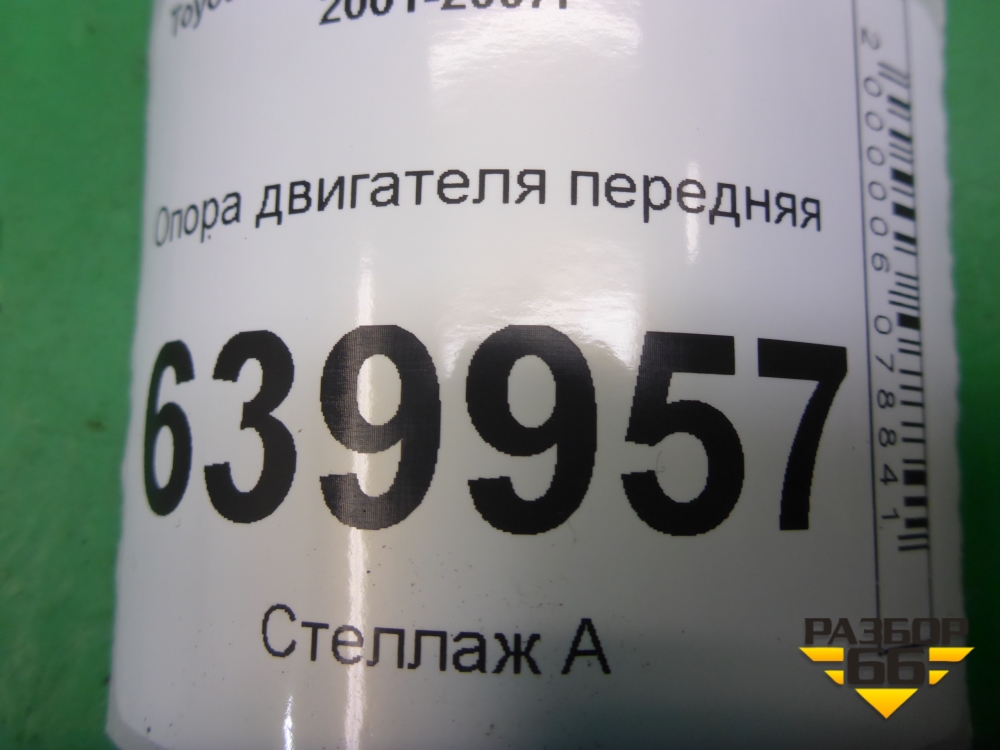 Опора двигателя передняя
639957
Стеллаж А
2000006078841
РАЗБОР
66